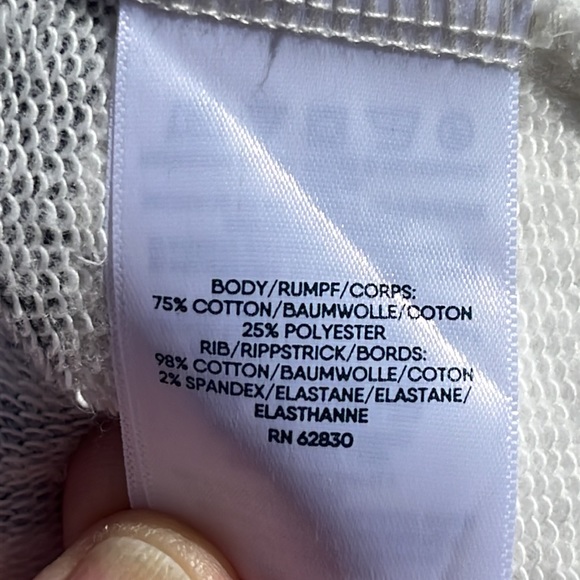 BODY/RUMPF/CORPS:
75% COTTON/BAUMWOLLE/COTON
25% POLYESTER
RIB/RIPPSTRICK/BORDS:
98% COTTON/BAUMWOLLE/COTON
2% SPANDEX/ELASTANE/ELASTANE/
ELASTHANNE
RN 62830